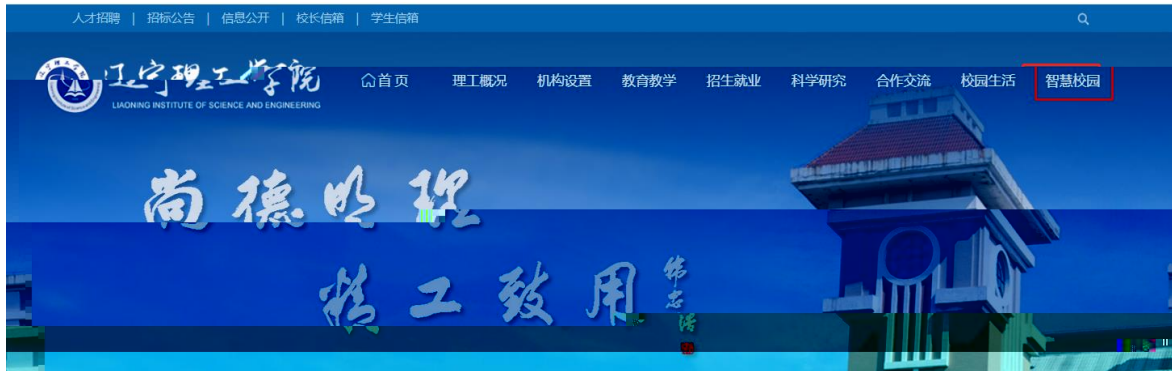 人才招聘 | 招标公告 | 信息公开 | 校长信箱 | 学生信箱
辽宁理工学院
LIAONING INSTITUTE OF SCIENCE AND ENGINEERING
首页 理工概况 机构设置 教育教学 招生就业 科学研究 合作交流 校园生活 智慧校园
尚德明理
精工致用